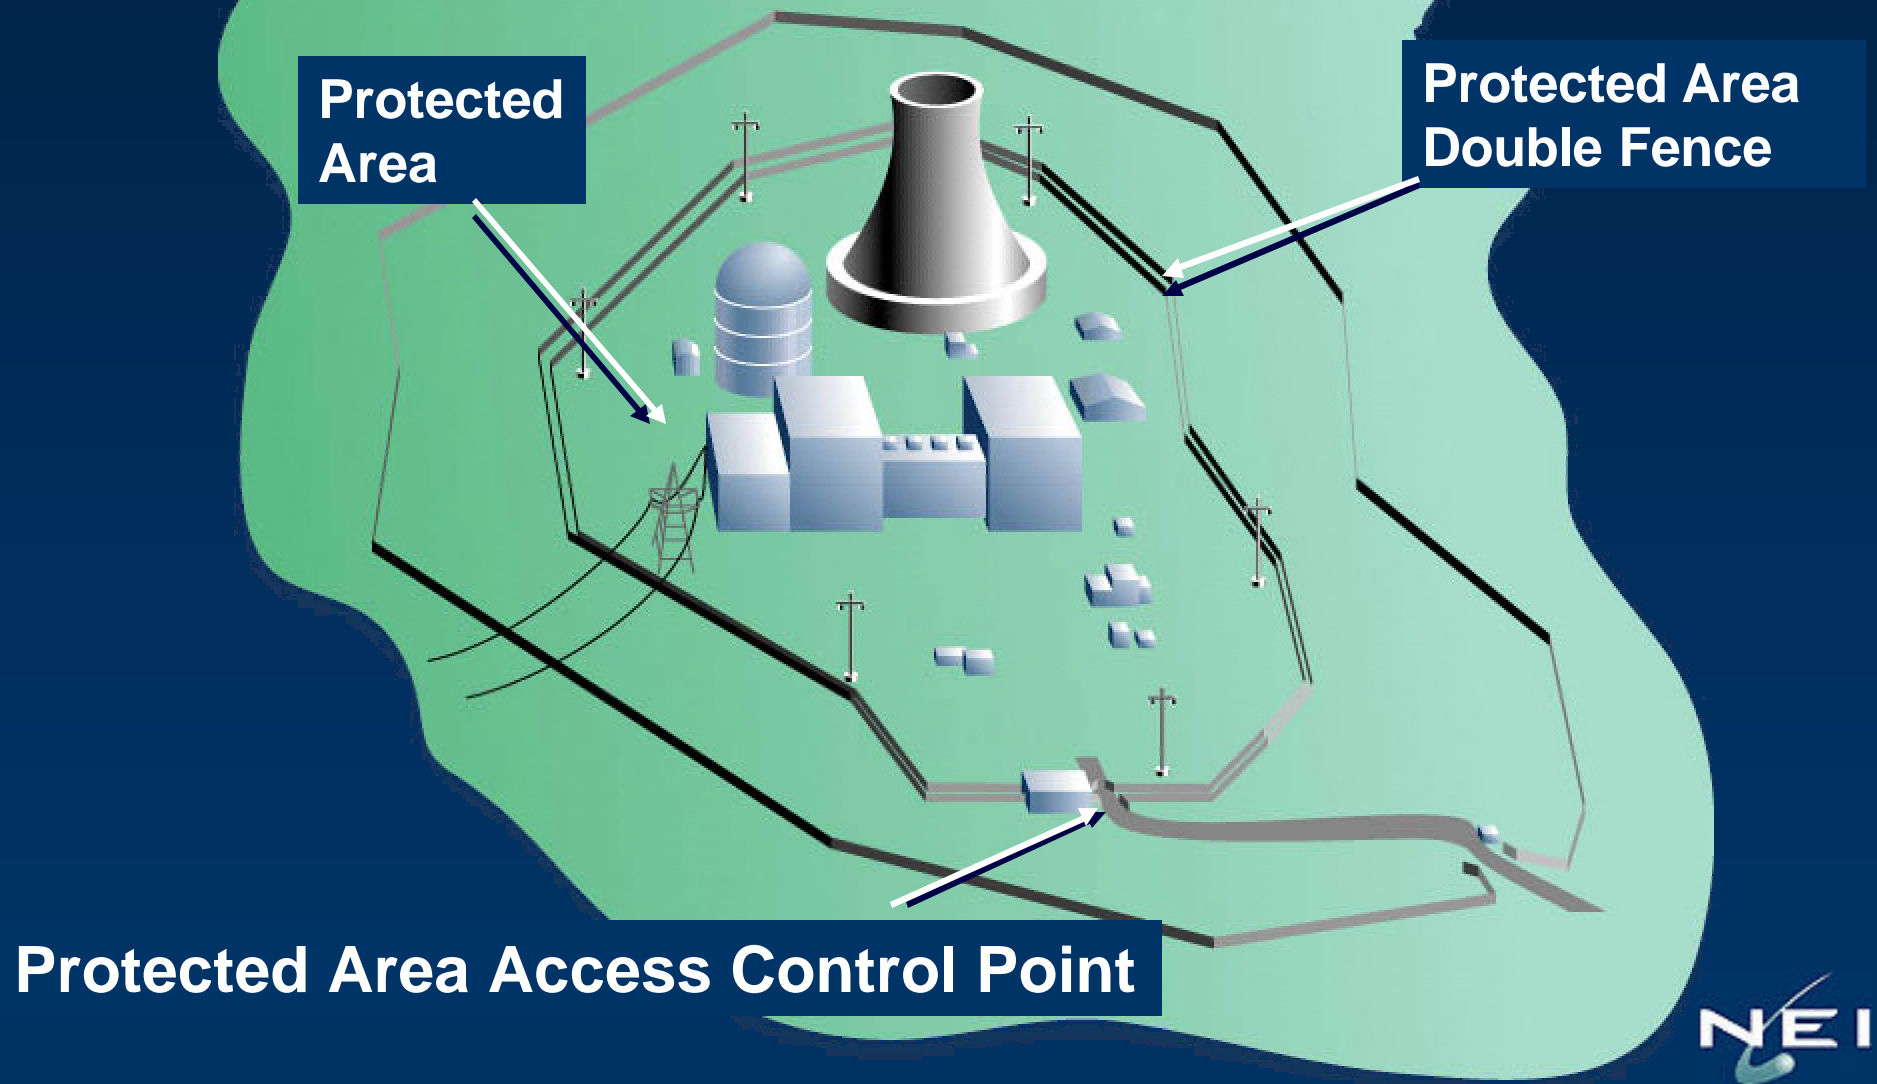 Protected
Area
Protected Area
Double Fence
Protected Area Access Control Point
NEI